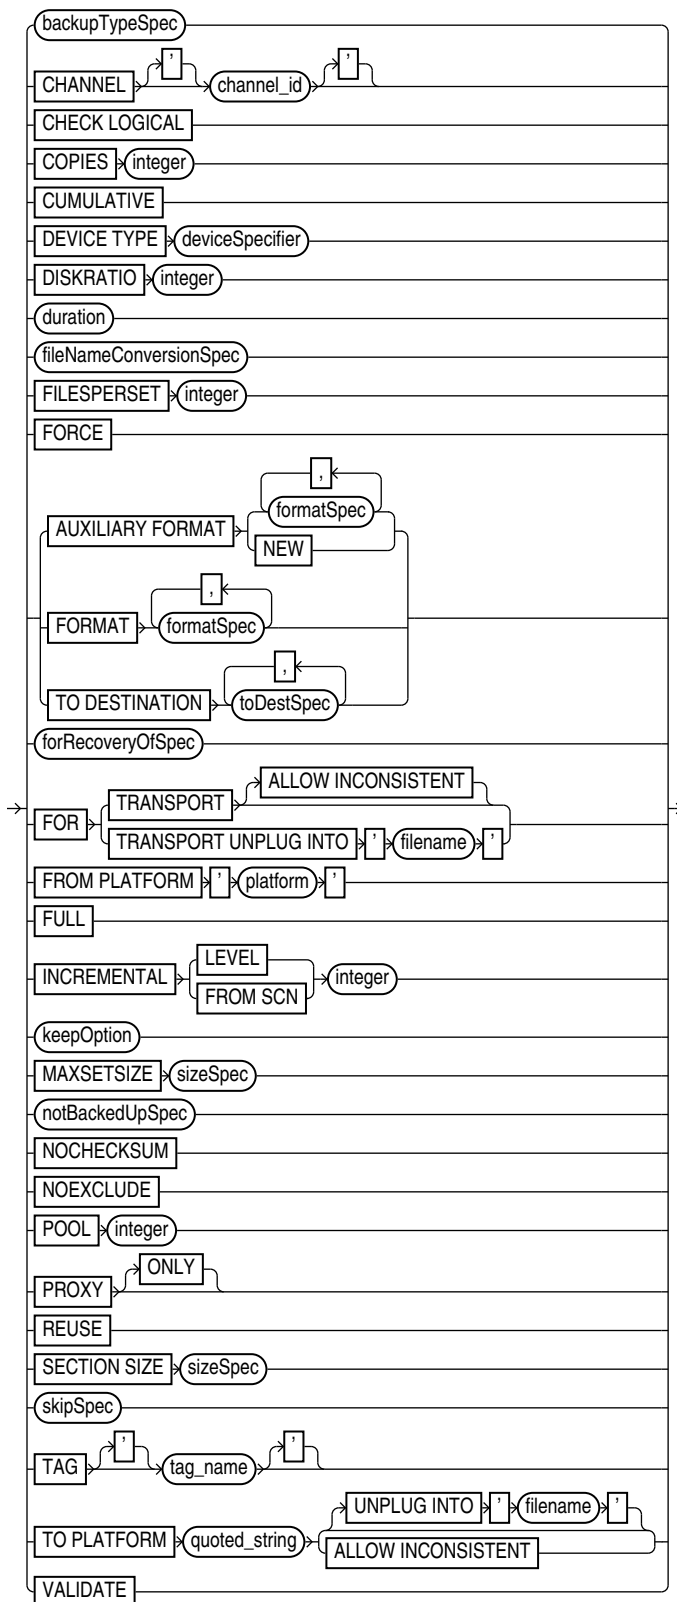 backupTypeSpec
CHANNEL ' channel_id '
CHECK LOGICAL
COPIES integer
CUMULATIVE
DEVICE TYPE deviceSpecifier
DISKRATIO integer
duration
fileNameConversionSpec
FILESPERSET integer
FORCE
,
AUXILIARY FORMAT formatSpec
NEW
,
FORMAT formatSpec
,
TO DESTINATION toDestSpec
forRecoveryOfSpec
ALLOW INCONSISTENT
FOR TRANSPORT
TRANSPORT UNPLUG INTO ' filename '
FROM PLATFORM ' platform '
FULL
LEVEL
INCREMENTAL integer
FROM SCN
keepOption
MAXSETSIZE sizeSpec
notBackedUpSpec
NOCHECKSUM
NOEXCLUDE
POOL integer
ONLY
PROXY
REUSE
SECTION SIZE sizeSpec
skipSpec
TAG ' tag_name '
UNPLUG INTO ' filename '
TO PLATFORM quoted_string
ALLOW INCONSISTENT
VALIDATE